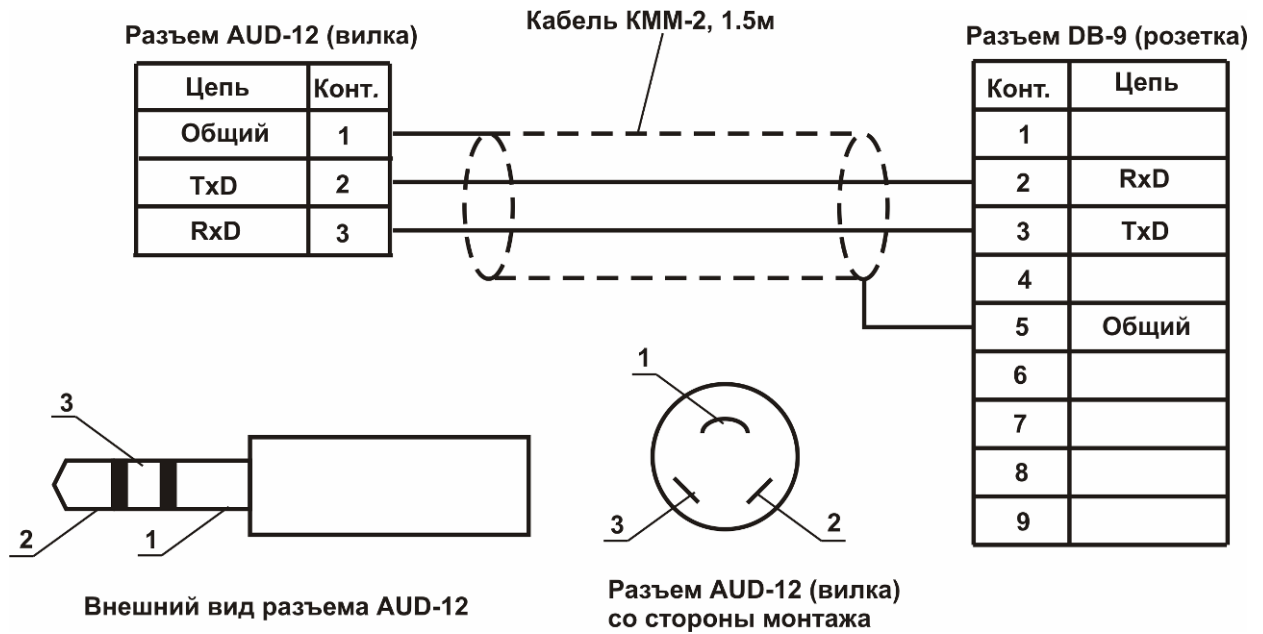 Кабель КММ-2, 1.5м
Разъем AUD-12 (вилка)
Разъем DB-9 (розетка)
Цепь Конт.
Общий 1
TxD 2
RxD 3
Конт. Цепь
1
2 RxD
3 TxD
4
5 Общий
6
7
8
9
3
2
1
Внешний вид разъема AUD-12
1
3
2
Разъем AUD-12 (вилка)
со стороны монтажа